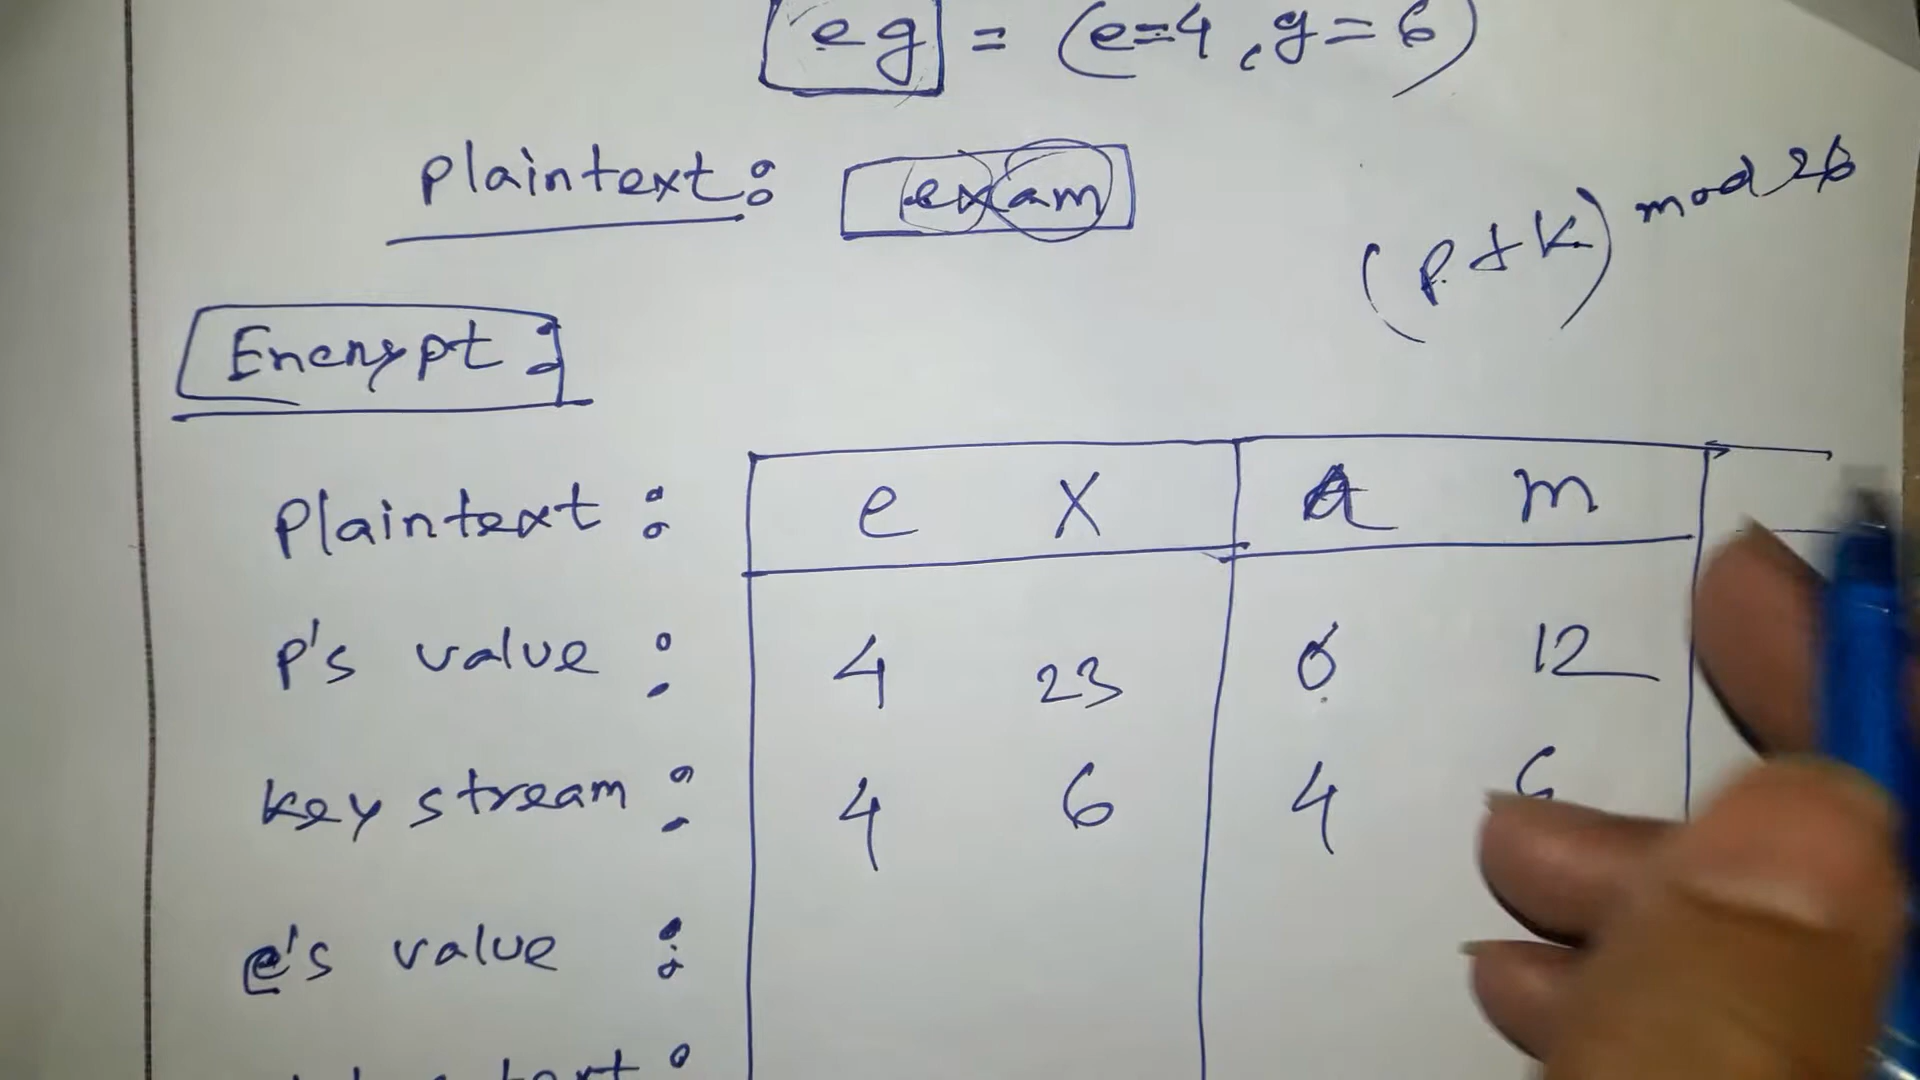 eg = (e=4, g=6)
plaintext: exam
(p+k) mod 26
Encrypt:
Plaintext: e x a m
p's value: 4 23 0 12
key stream: 4 6 4 6
c's value: